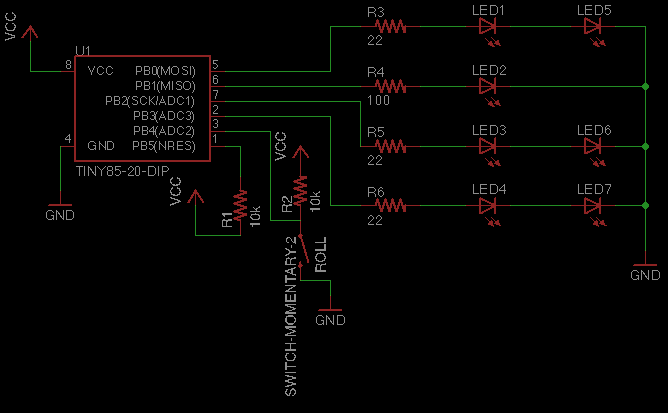 VCC
U1
8
VCC
PB0(MOSI)
5
PB1(MISO)
6
PB2(SCK/ADC1)
7
PB3(ADC3)
2
PB4(ADC2)
3
4
GND
PB5(NRES)
1
TINY85-20-DIP
GND
R3
22
LED1
LED5
R4
100
LED2
R5
22
LED3
LED6
R6
22
LED4
LED7
GND
VCC
R1
10k
VCC
R2
10k
SWITCH-MOMENTARY-2
ROLL
GND